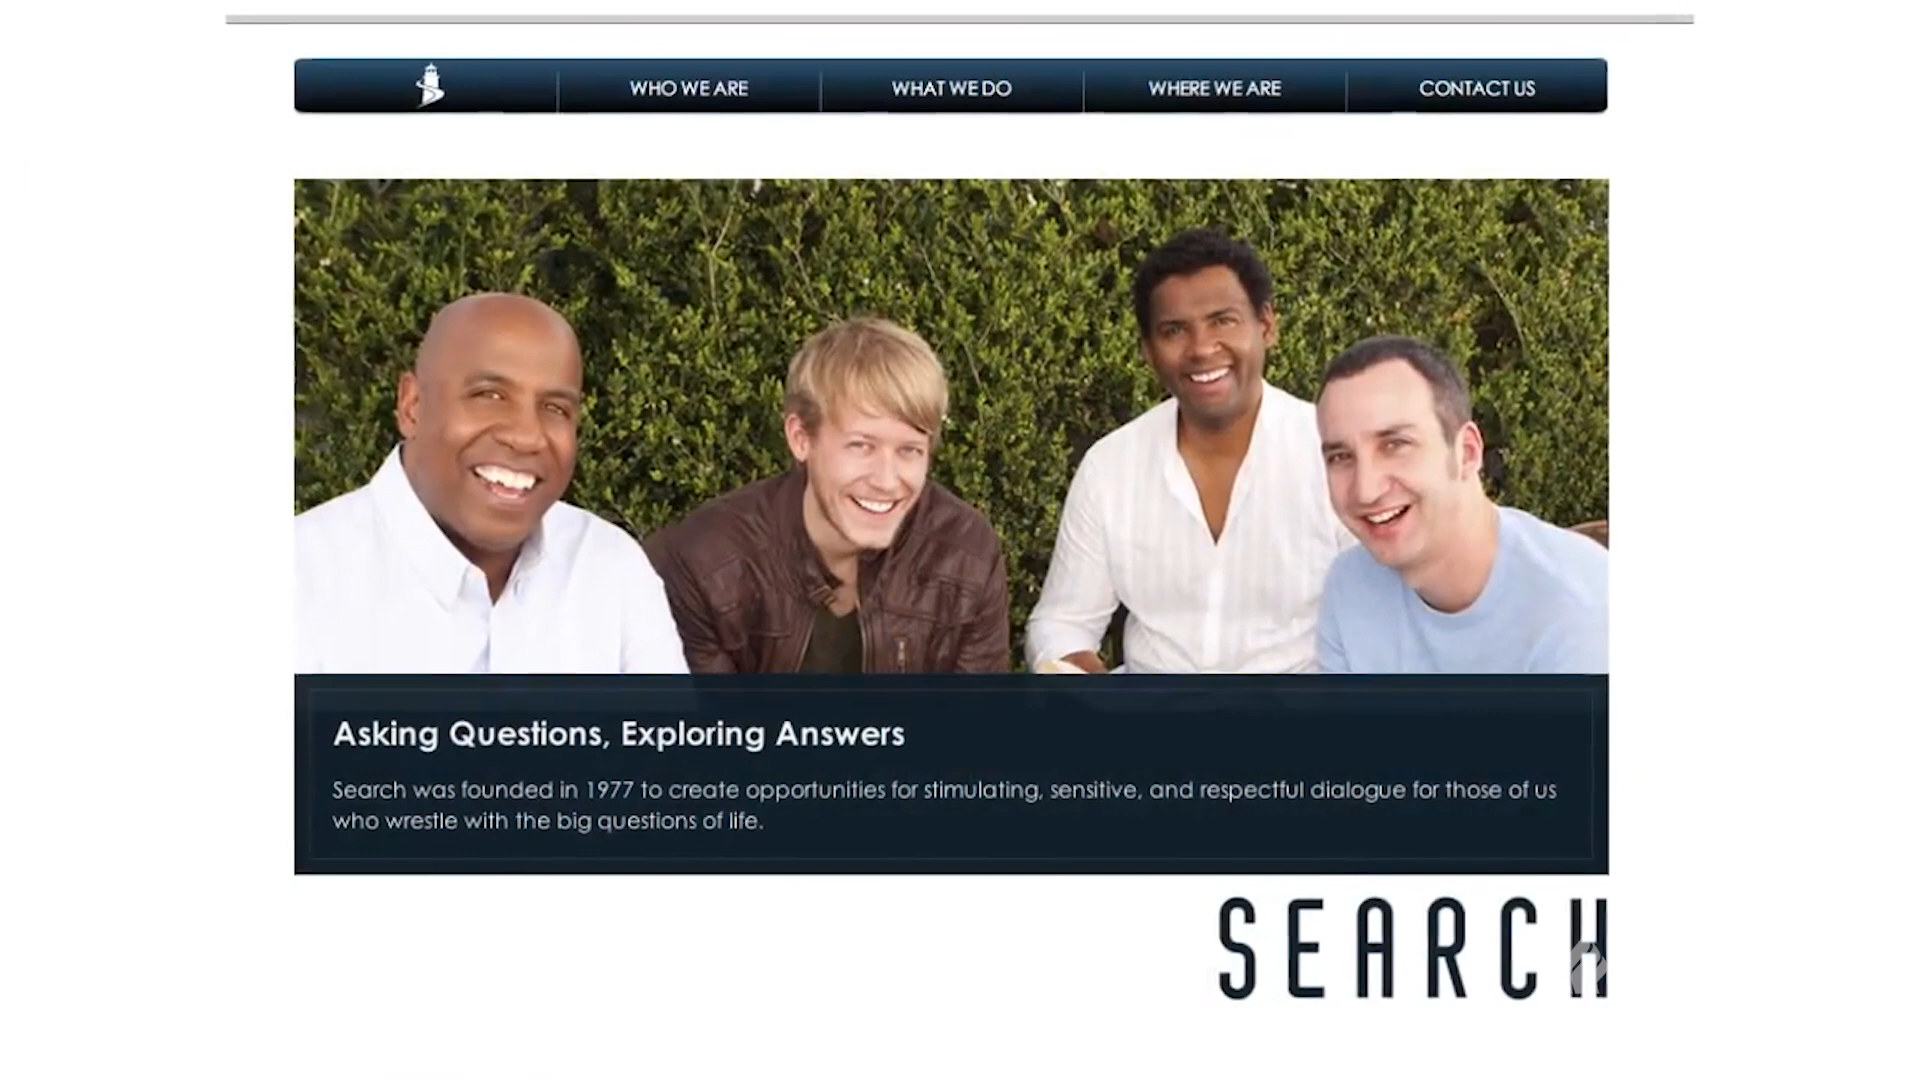 WHO WE ARE
WHAT WE DO
WHERE WE ARE
CONTACT US
Asking Questions, Exploring Answers
Search was founded in 1977 to create opportunities for stimulating, sensitive, and respectful dialogue for those of us
who wrestle with the big questions of life.
SEARCH